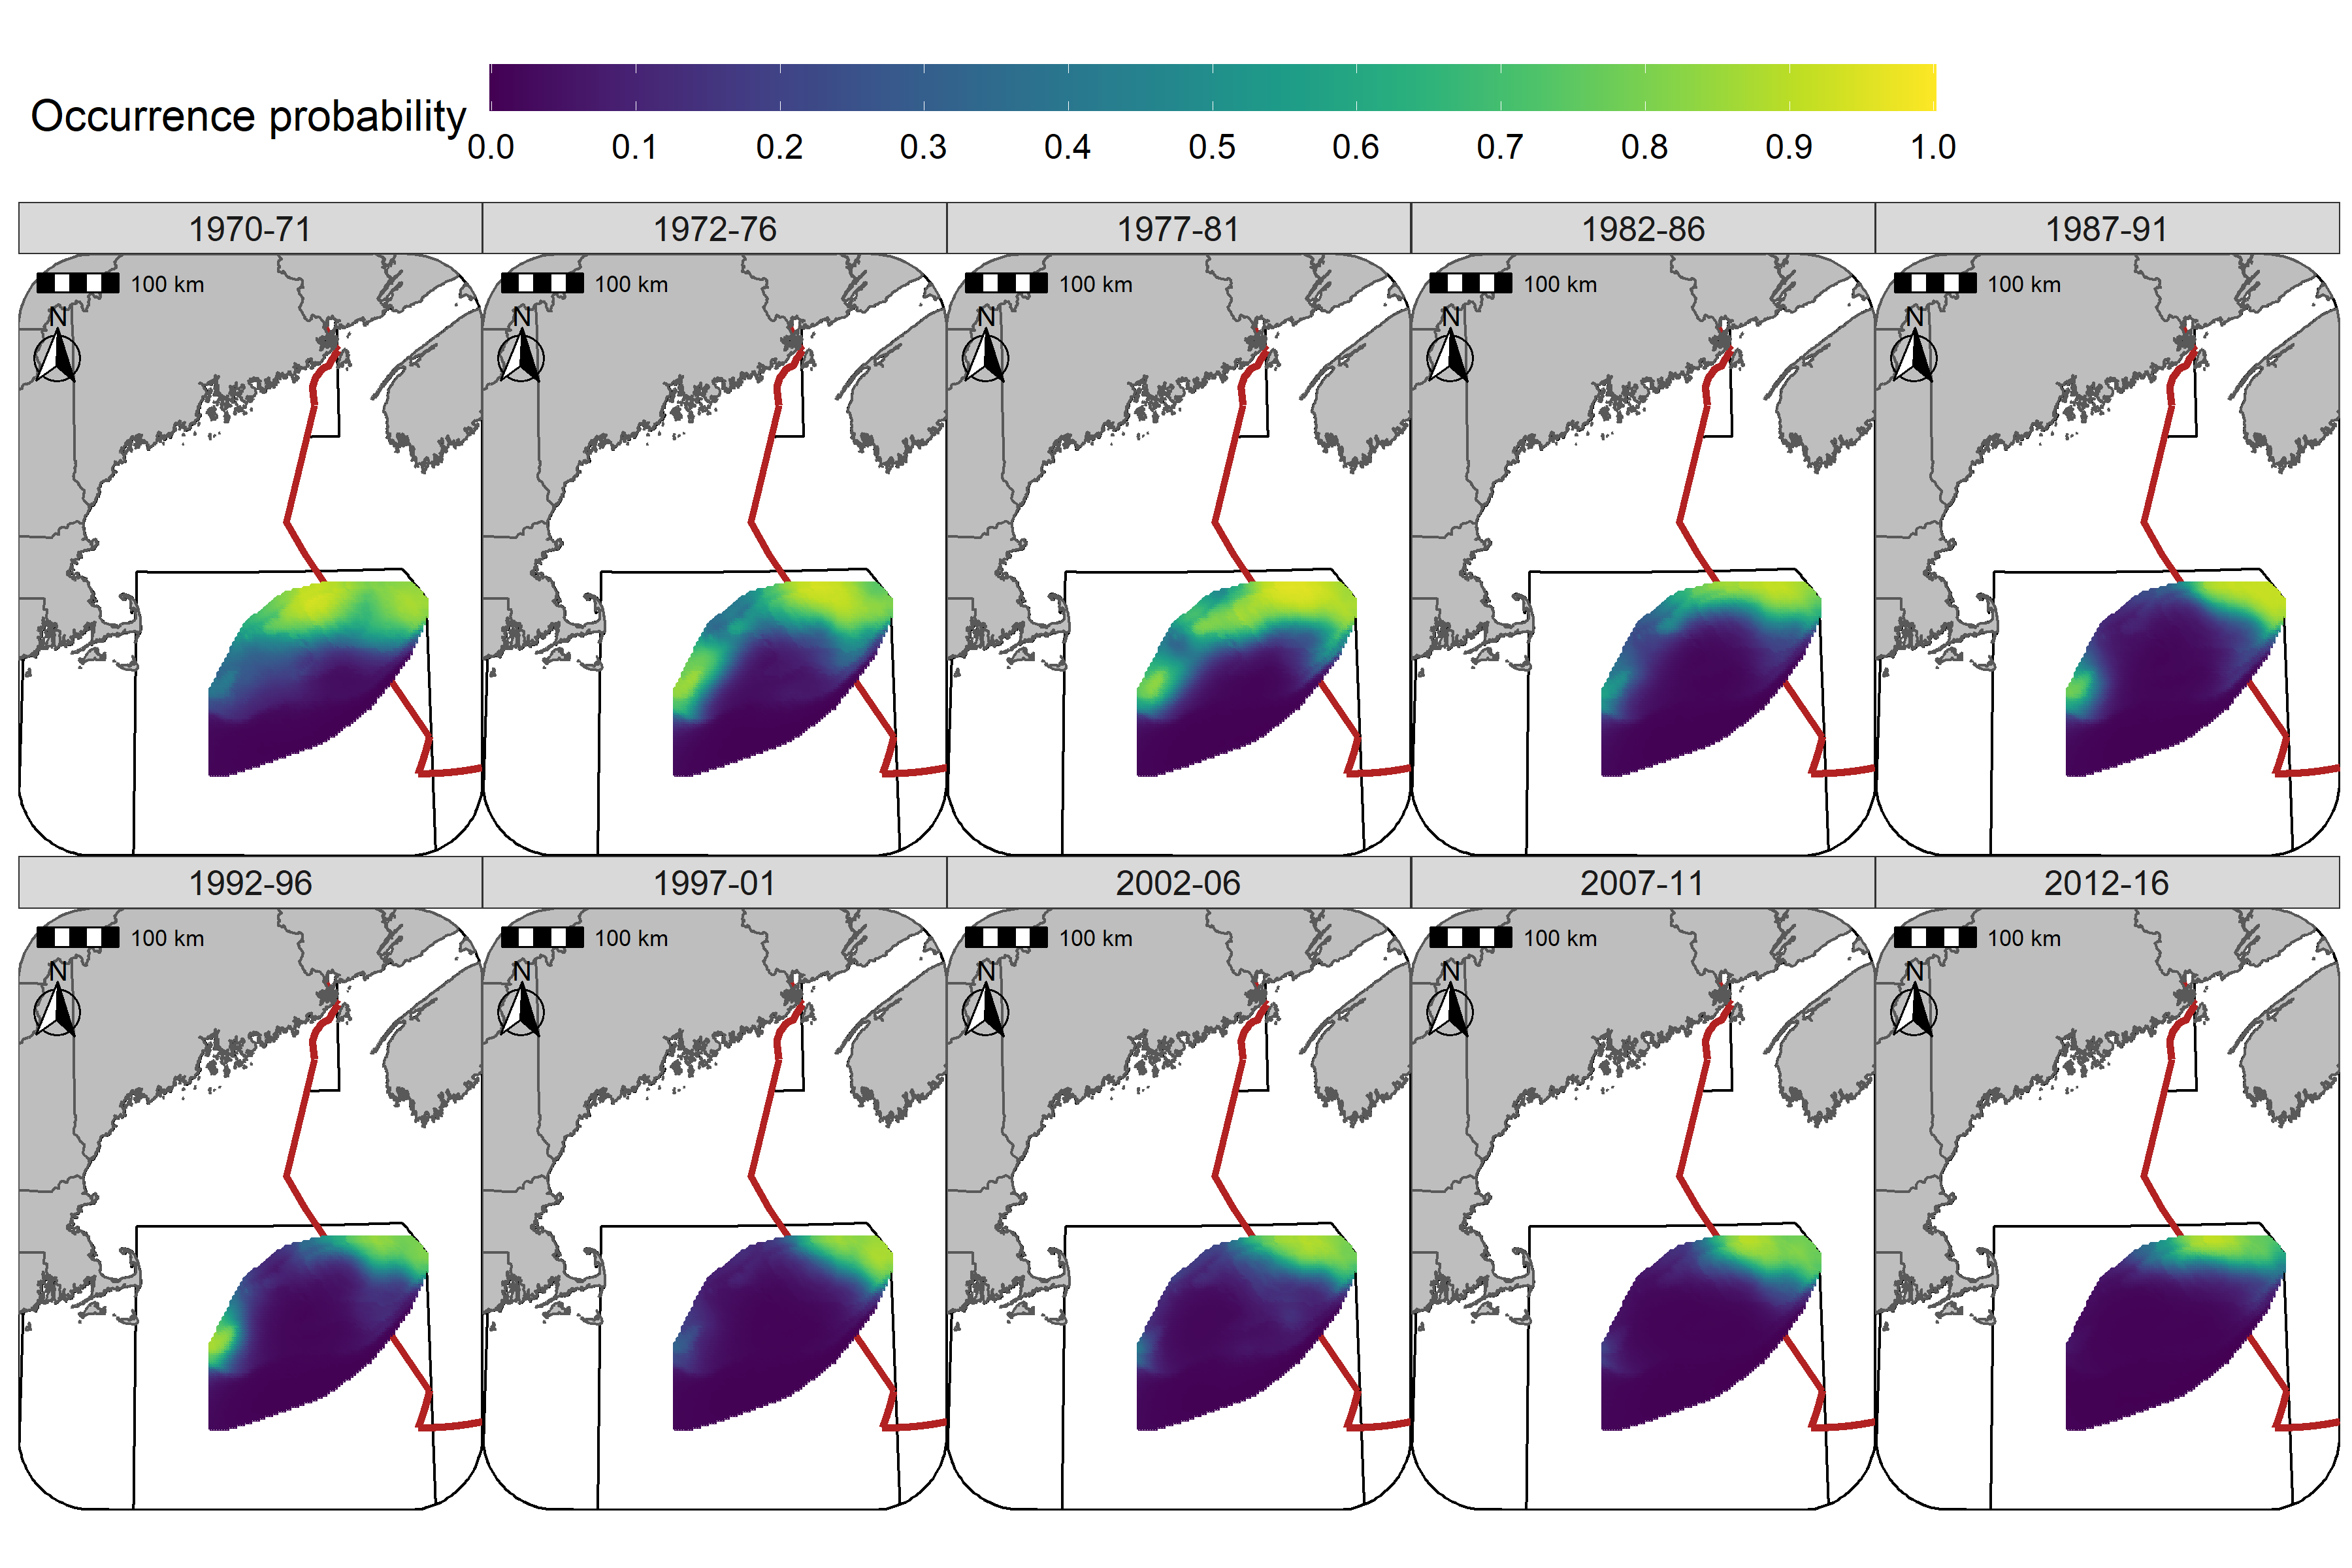 Occurrence probability
0.0 0.1 0.2 0.3 0.4 0.5 0.6 0.7 0.8 0.9 1.0
1970-71 1972-76 1977-81 1982-86 1987-91
100 km 100 km 100 km 100 km 100 km
N N N N N
1992-96 1997-01 2002-06 2007-11 2012-16
100 km 100 km 100 km 100 km 100 km
N N N N N